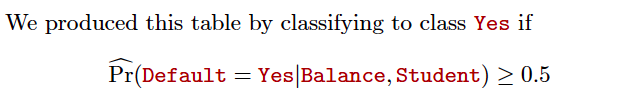 We produced this table by classifying to class Yes if
P̂r(Default = Yes|Balance, Student) ≥ 0.5